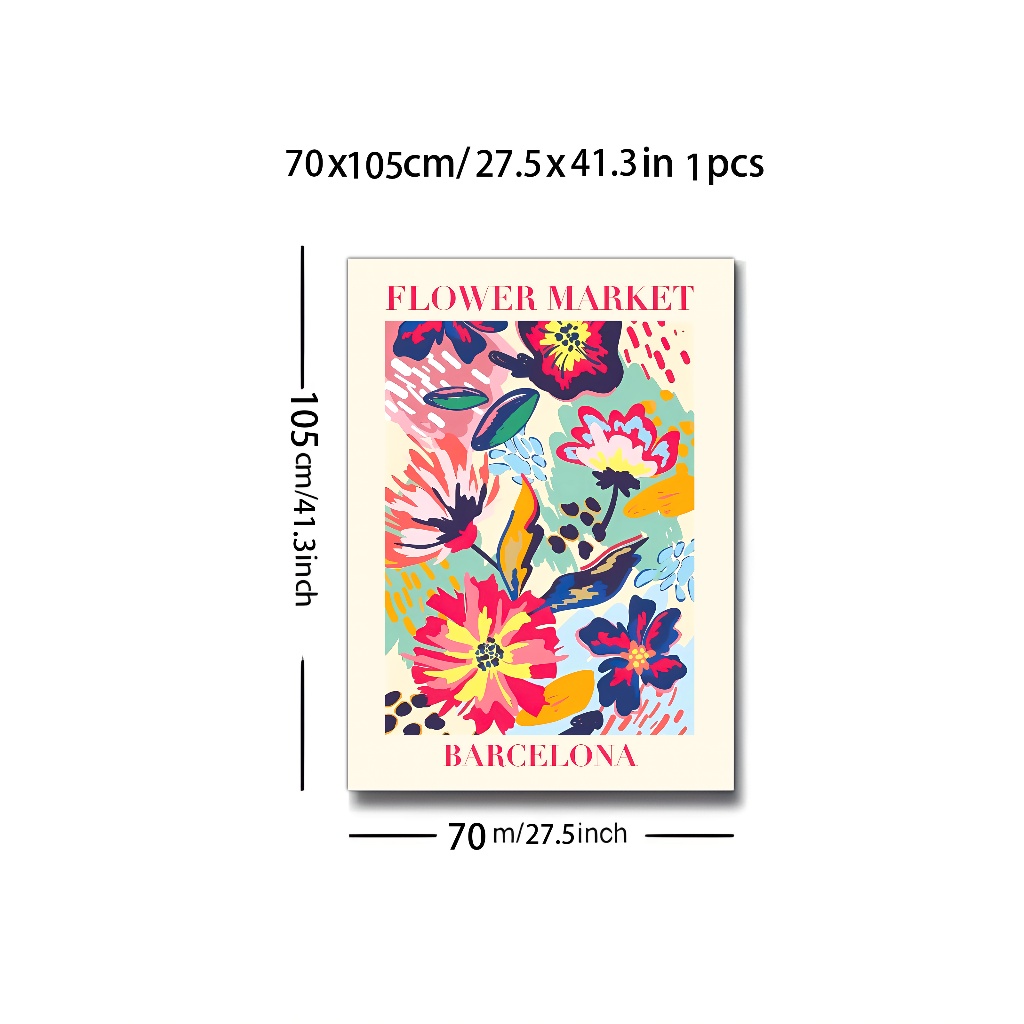 70x105cm/ 27.5x41.3in 1pcs
FLOWER MARKET
105cm/41.3inch
BARCELONA
70 m/27.5inch